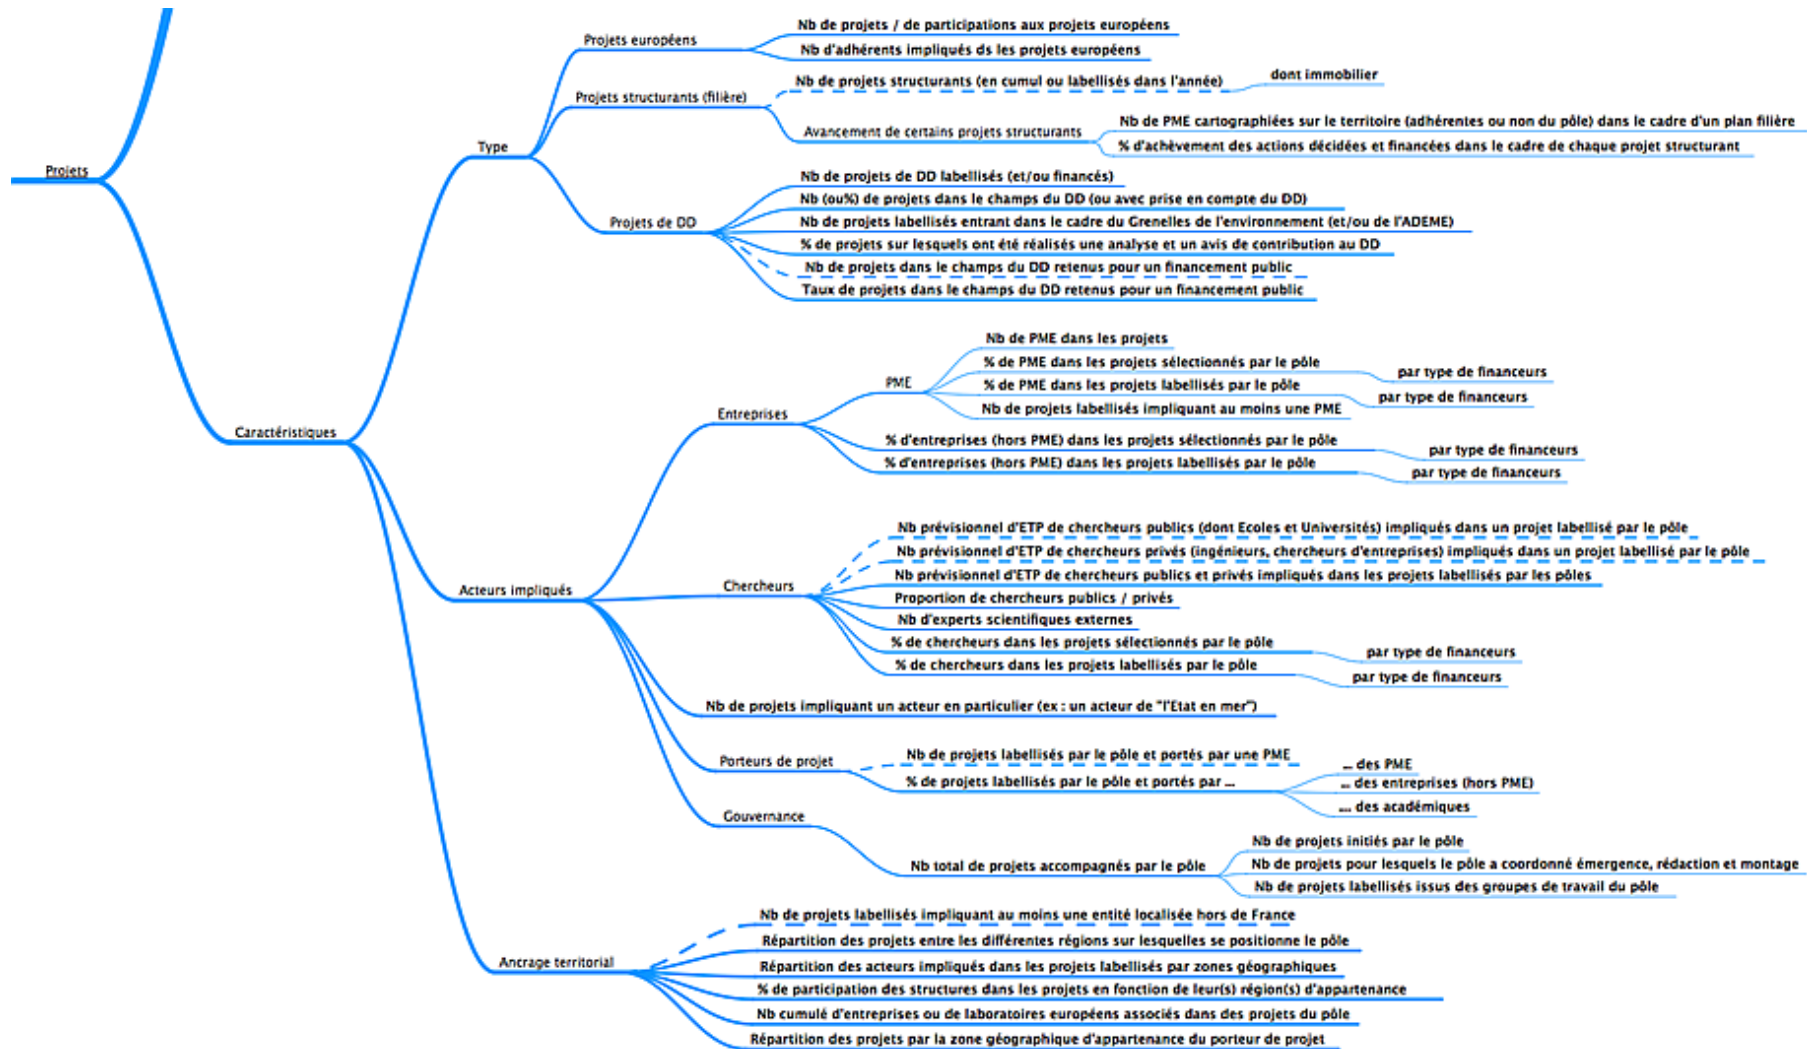 Projets
Caractéristiques
Type
Projets européens
Nb de projets / de participations aux projets européens
Nb d'adhérents impliqués ds les projets européens
Projets structurants (filière)
Nb de projets structurants (en cumul ou labellisés dans l'année)
dont immobilier
Avancement de certains projets structurants
Nb de PME cartographiées sur le territoire (adhérentes ou non du pôle) dans le cadre d'un plan filière
% d'achèvement des actions décidées et financées dans le cadre de chaque projet structurant
Projets de DD
Nb de projets de DD labellisés (et/ou financés)
Nb (ou%) de projets dans le champs du DD (ou avec prise en compte du DD)
Nb de projets labellisés entrant dans le cadre du Grenelles de l'environnement (et/ou de l'ADEME)
% de projets sur lesquels ont été réalisés une analyse et un avis de contribution au DD
Nb de projets dans le champs du DD retenus pour un financement public
Taux de projets dans le champs du DD retenus pour un financement public
Acteurs impliqués
Entreprises
PME
Nb de PME dans les projets
% de PME dans les projets sélectionnés par le pôle
par type de financeurs
% de PME dans les projets labellisés par le pôle
par type de financeurs
Nb de projets labellisés impliquant au moins une PME
% d'entreprises (hors PME) dans les projets sélectionnés par le pôle
par type de financeurs
% d'entreprises (hors PME) dans les projets labellisés par le pôle
par type de financeurs
Chercheurs
Nb prévisionnel d'ETP de chercheurs publics (dont Ecoles et Universités) impliqués dans un projet labellisé par le pôle
Nb prévisionnel d'ETP de chercheurs privés (ingénieurs, chercheurs d'entreprises) impliqués dans un projet labellisé par le pôle
Nb prévisionnel d'ETP de chercheurs publics et privés impliqués dans les projets labellisés par les pôles
Proportion de chercheurs publics / privés
Nb d'experts scientifiques externes
% de chercheurs dans les projets sélectionnés par le pôle
par type de financeurs
% de chercheurs dans les projets labellisés par le pôle
par type de financeurs
Nb de projets impliquant un acteur en particulier (ex : un acteur de "l'Etat en mer")
Porteurs de projet
Nb de projets labellisés par le pôle et portés par une PME
% de projets labellisés par le pôle et portés par ...
... des PME
... des entreprises (hors PME)
.... des académiques
Gouvernance
Nb total de projets accompagnés par le pôle
Nb de projets initiés par le pôle
Nb de projets pour lesquels le pôle a coordonné émergence, rédaction et montage
Nb de projets labellisés issus des groupes de travail du pôle
Ancrage territorial
Nb de projets labellisés impliquant au moins une entité localisée hors de France
Répartition des projets entre les différentes régions sur lesquelles se positionne le pôle
Répartition des acteurs impliqués dans les projets labellisés par zones géographiques
% de participation des structures dans les projets en fonction de leur(s) région(s) d'appartenance
Nb cumulé d'entreprises ou de laboratoires européens associés dans des projets du pôle
Répartition des projets par la zone géographique d'appartenance du porteur de projet